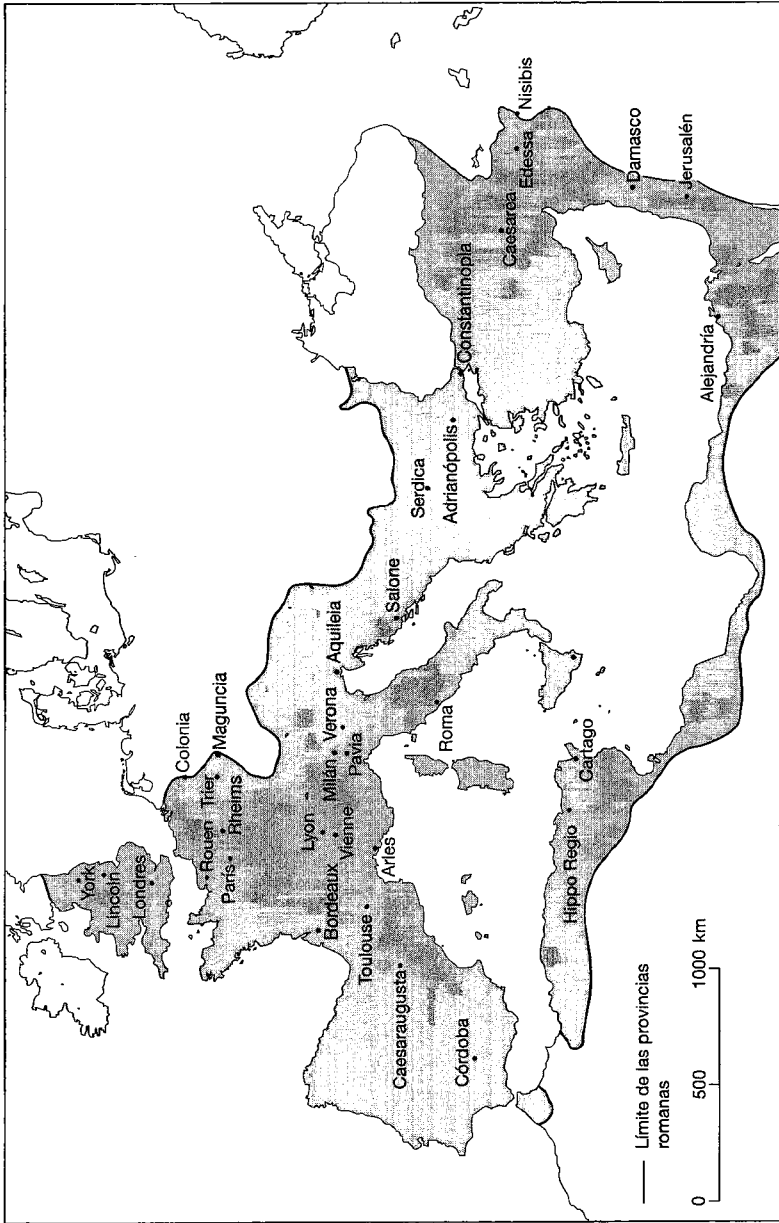 York
Lincoln
Londres
Colonia
Maguncia
Trier
Rouen
Rheims
París
Lyon
Vienne
Bordeaux
Toulouse
Arles
Milán
Verona
Pavia
Aquileia
Salone
Serdica
Adrianópolis
Constantinopla
Caesarea
Edessa
Nisibis
Damasco
Jerusalén
Alejandría
Roma
Cartago
Hippo Regio
Caesaraugusta
Córdoba
Límite de las provincias
romanas
0 500 1000 km